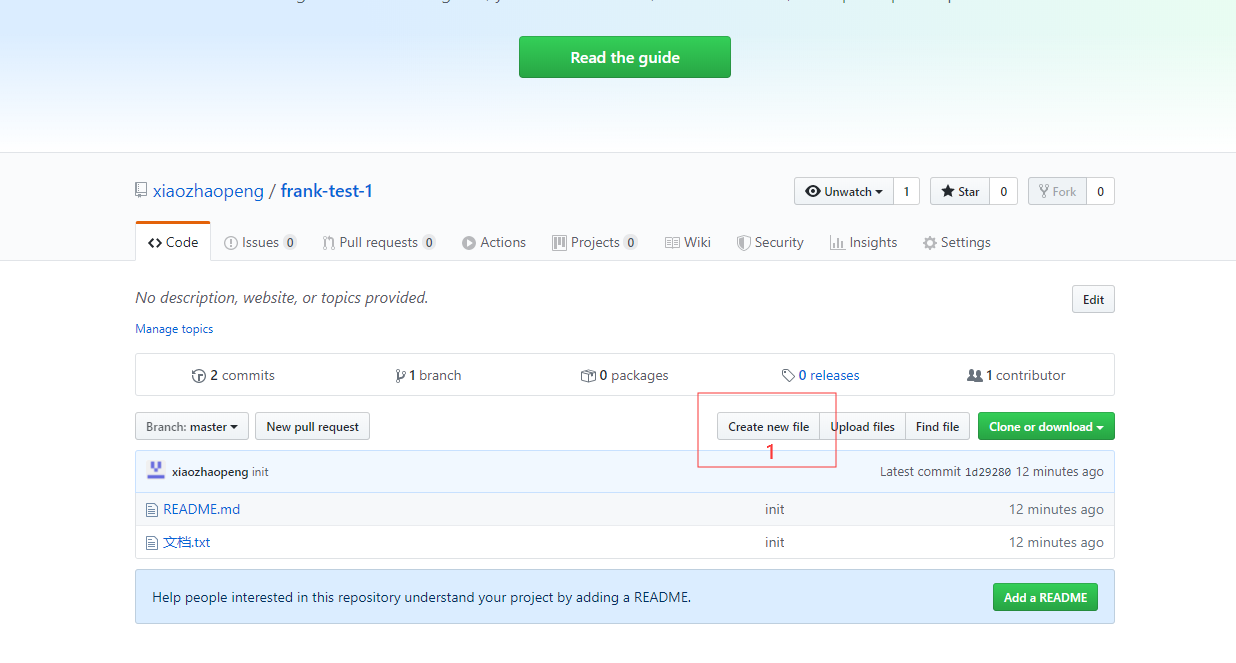 Read the guide
xiaozhaopeng / frank-test-1
Unwatch 1 Star 0 Fork 0
Code Issues 0 Pull requests 0 Actions Projects 0 Wiki Security Insights Settings
No description, website, or topics provided.
Edit
Manage topics
2 commits 1 branch 0 packages 0 releases 1 contributor
Branch: master New pull request Create new file Upload files Find file Clone or download
1
xiaozhaopeng init Latest commit 1d29280 12 minutes ago
README.md init 12 minutes ago
文档.txt init 12 minutes ago
Help people interested in this repository understand your project by adding a README. Add a README